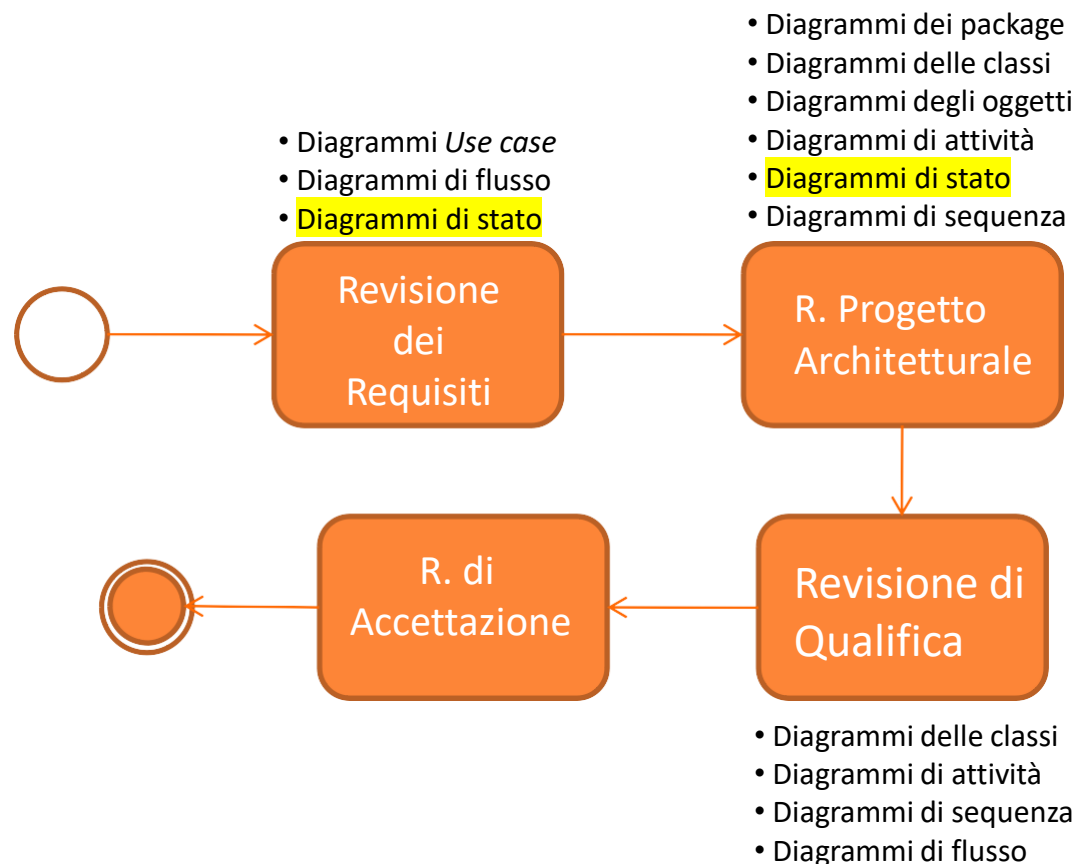 • Diagrammi dei package
• Diagrammi delle classi
• Diagrammi degli oggetti
• Diagrammi di attività
• Diagrammi di stato
• Diagrammi di sequenza
• Diagrammi Use case
• Diagrammi di flusso
• Diagrammi di stato
Revisione
dei
Requisiti
R. Progetto
Architetturale
R. di
Accettazione
Revisione di
Qualifica
• Diagrammi delle classi
• Diagrammi di attività
• Diagrammi di sequenza
• Diagrammi di flusso